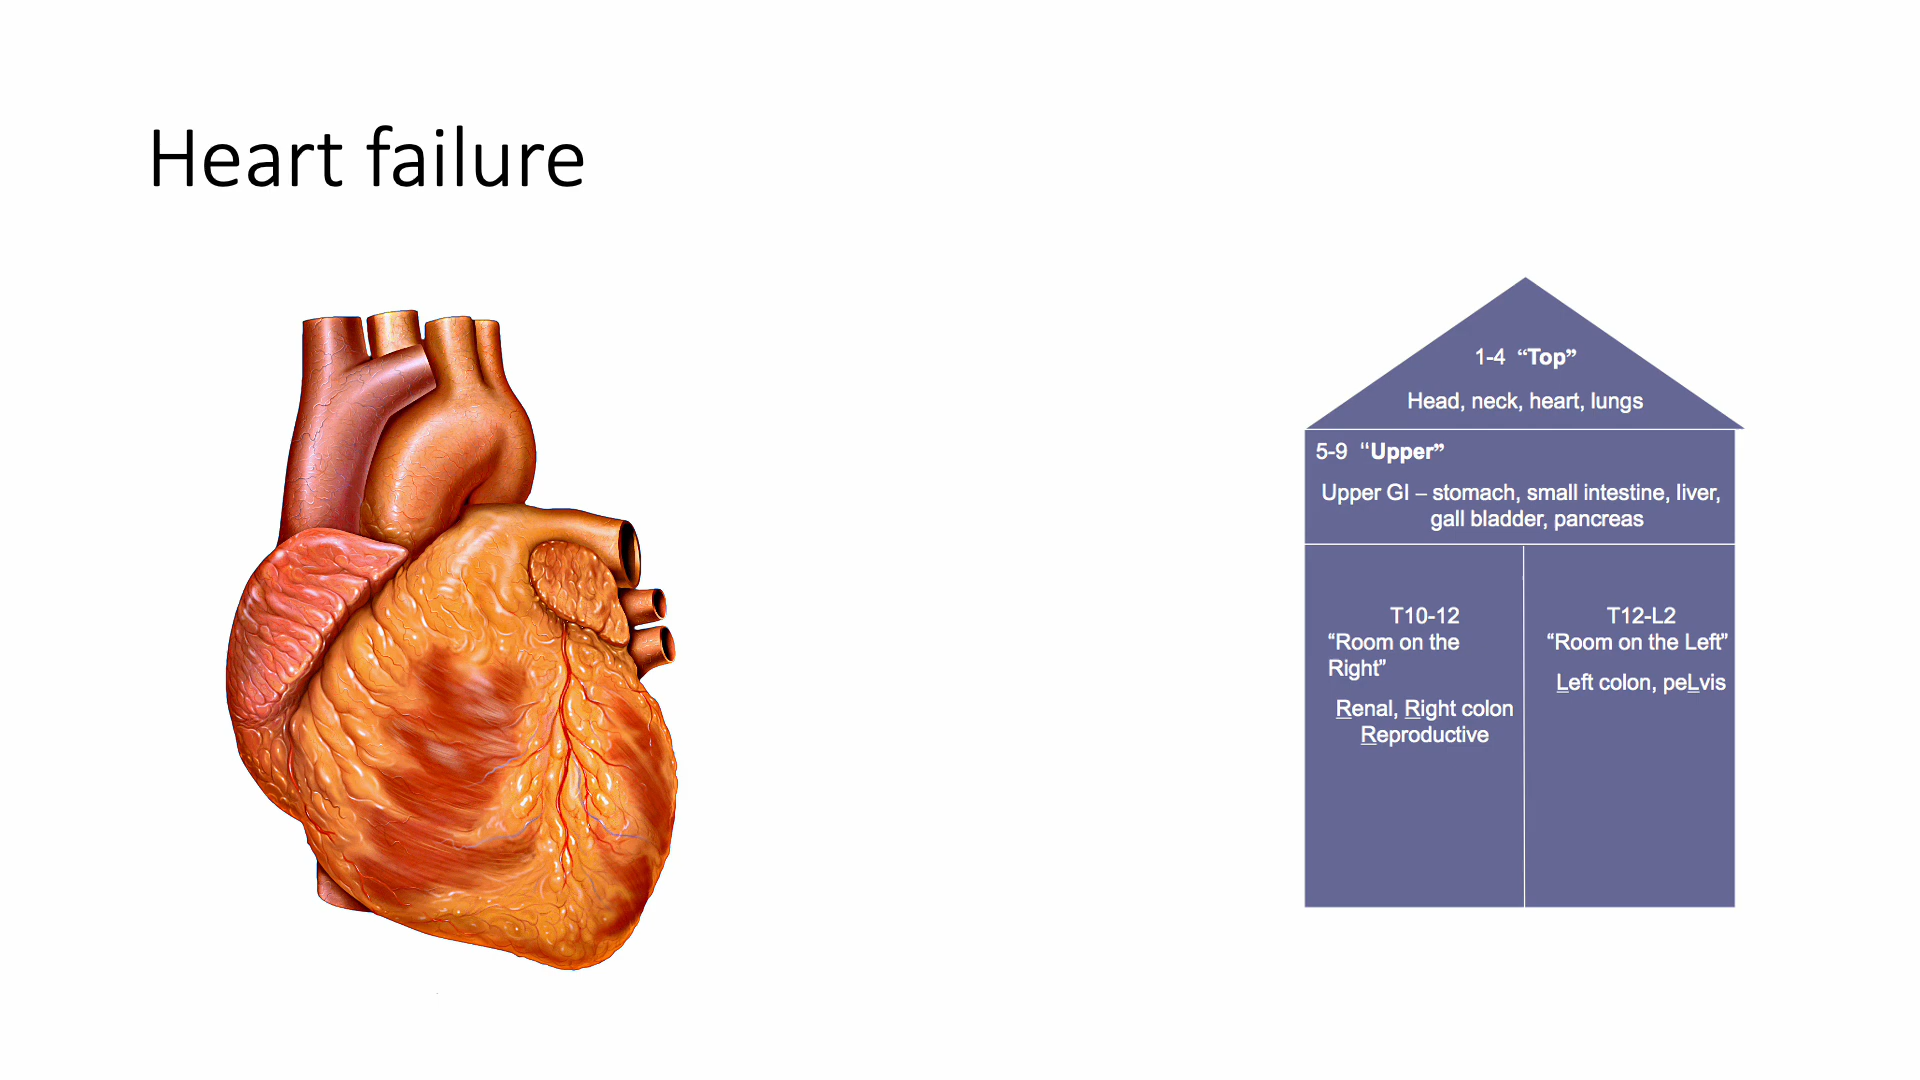 Heart failure
1-4 “Top”
Head, neck, heart, lungs
5-9 “Upper”
Upper GI – stomach, small intestine, liver,
gall bladder, pancreas
T10-12
“Room on the
Right”
Renal, Right colon
Reproductive
T12-L2
“Room on the Left”
Left colon, peLvis